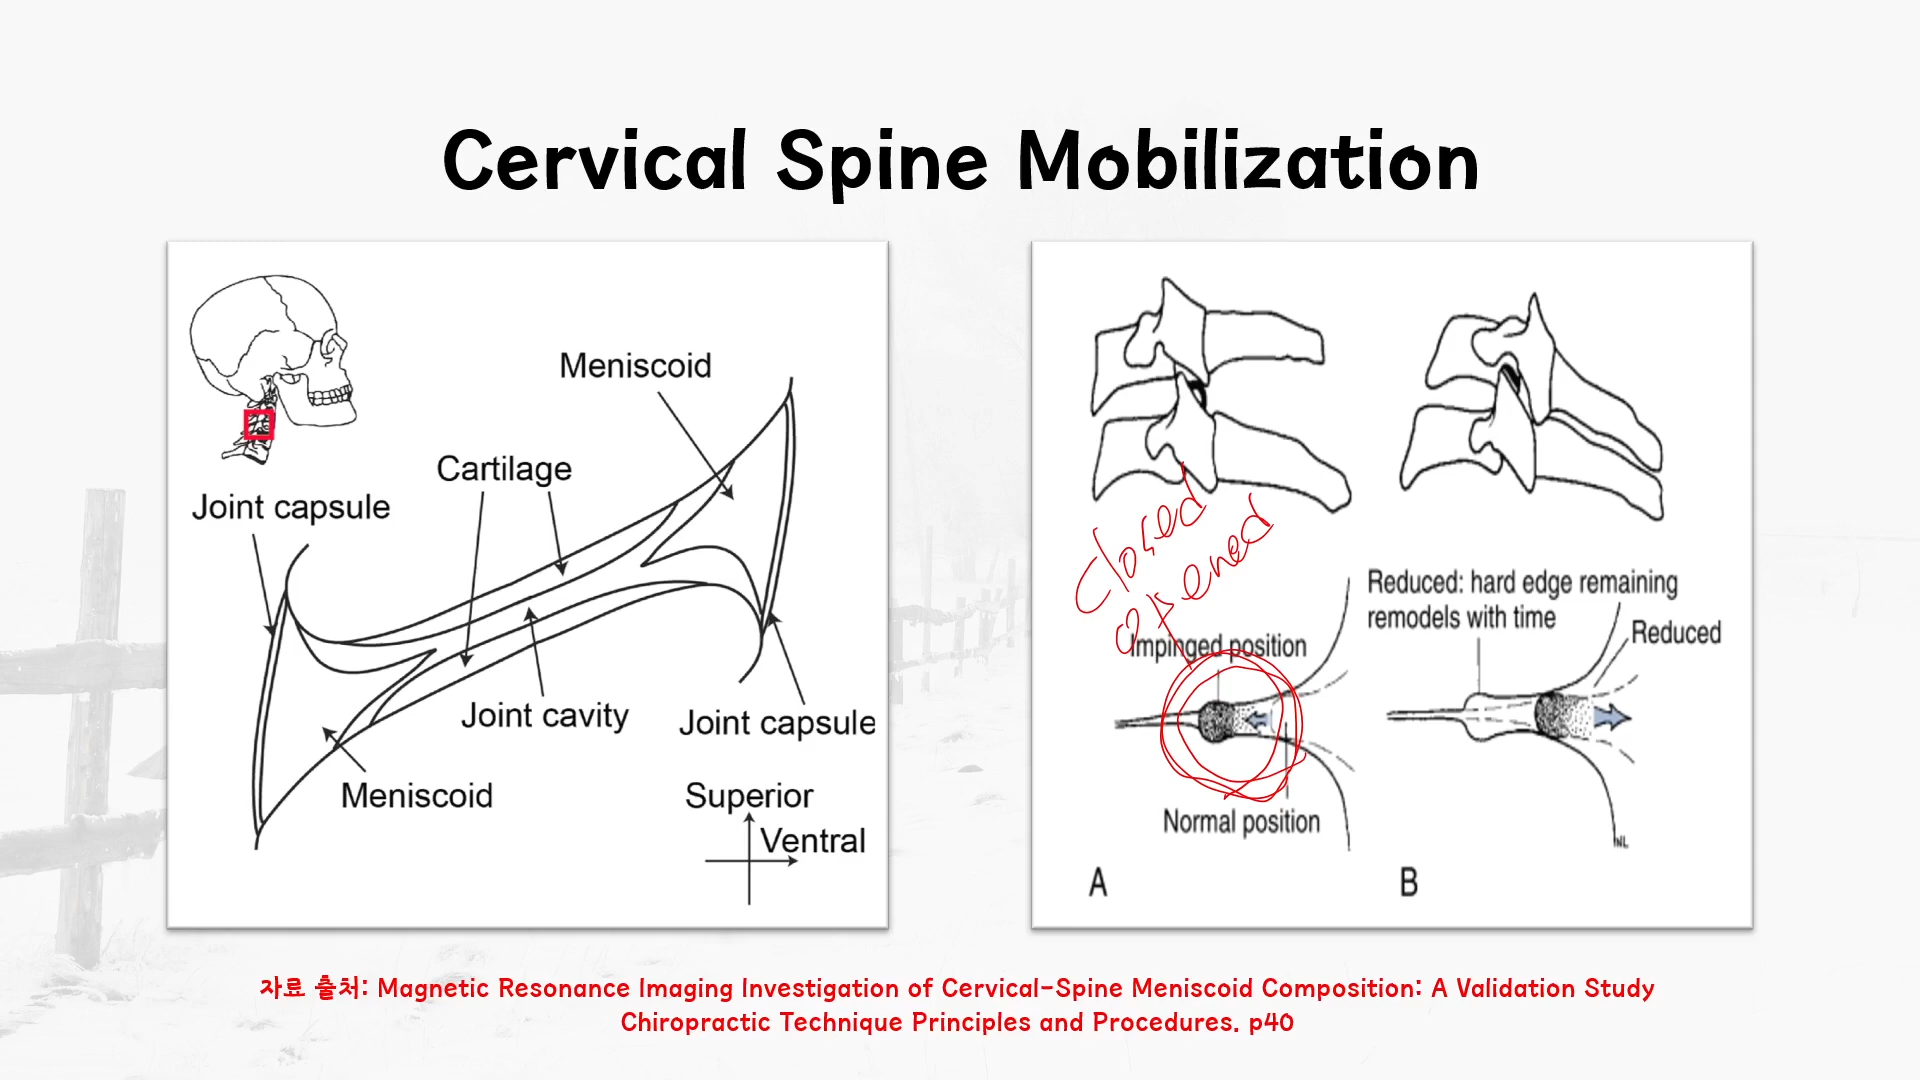 Cervical Spine Mobilization
Meniscoid
Cartilage
Joint capsule
Joint cavity
Joint capsule
Meniscoid
Superior
Ventral
closed
opened
Impinged position
Normal position
A
Reduced: hard edge remaining
remodels with time
Reduced
NL
B
자료 출처: Magnetic Resonance Imaging Investigation of Cervical-Spine Meniscoid Composition: A Validation Study
Chiropractic Technique Principles and Procedures. p40